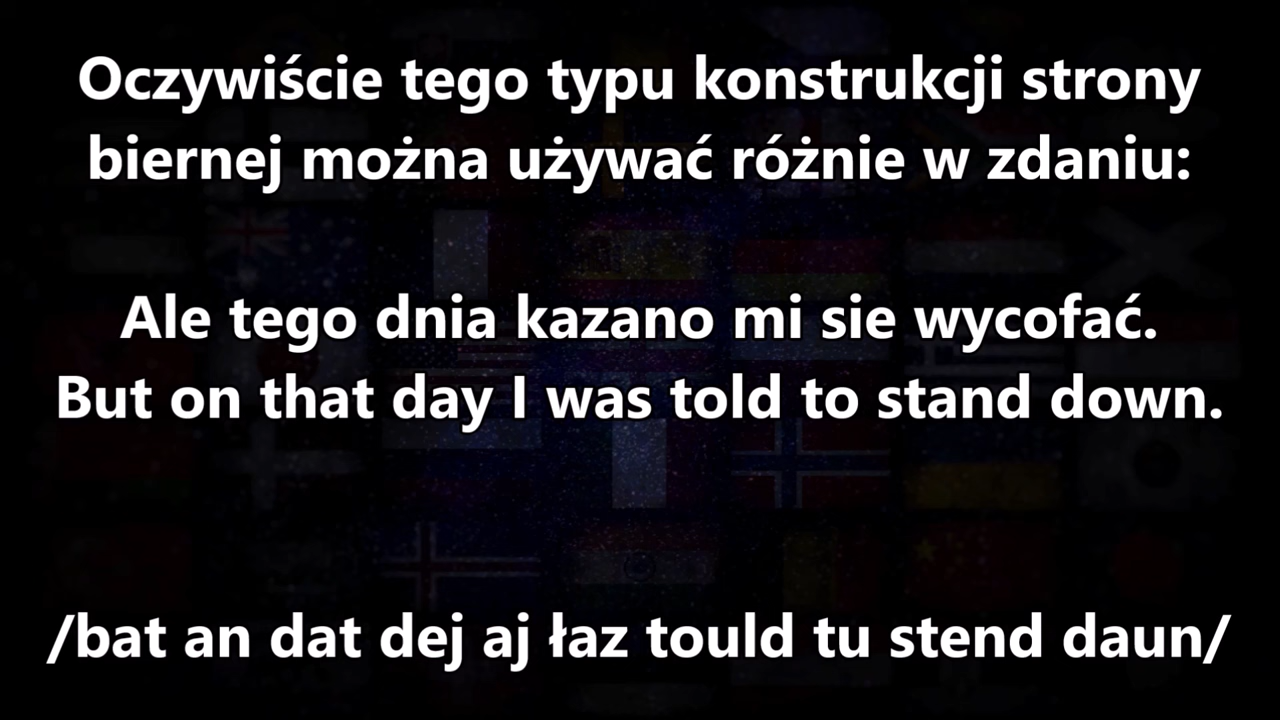 Oczywiście tego typu konstrukcji strony
biernej można używać różnie w zdaniu:
Ale tego dnia kazano mi sie wycofać.
But on that day I was told to stand down.
/bat an dat dej aj łaz tould tu stend daun/